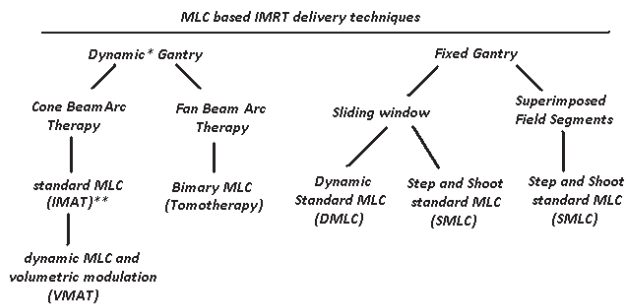 MLC based IMRT delivery techniques
Dynamic* Gantry
Fixed Gantry
Cone Beam Arc
Therapy
Fan Beam Arc
Therapy
Sliding window
Superimposed
Field Segments
standard MLC
(IMAT)**
Bimary MLC
(Tomotherapy)
Dynamic
Standard MLC
(DMLC)
Step and Shoot
standard MLC
(SMLC)
Step and Shoot
standard MLC
(SMLC)
dynamic MLC and
volumetric modulation
(VMAT)